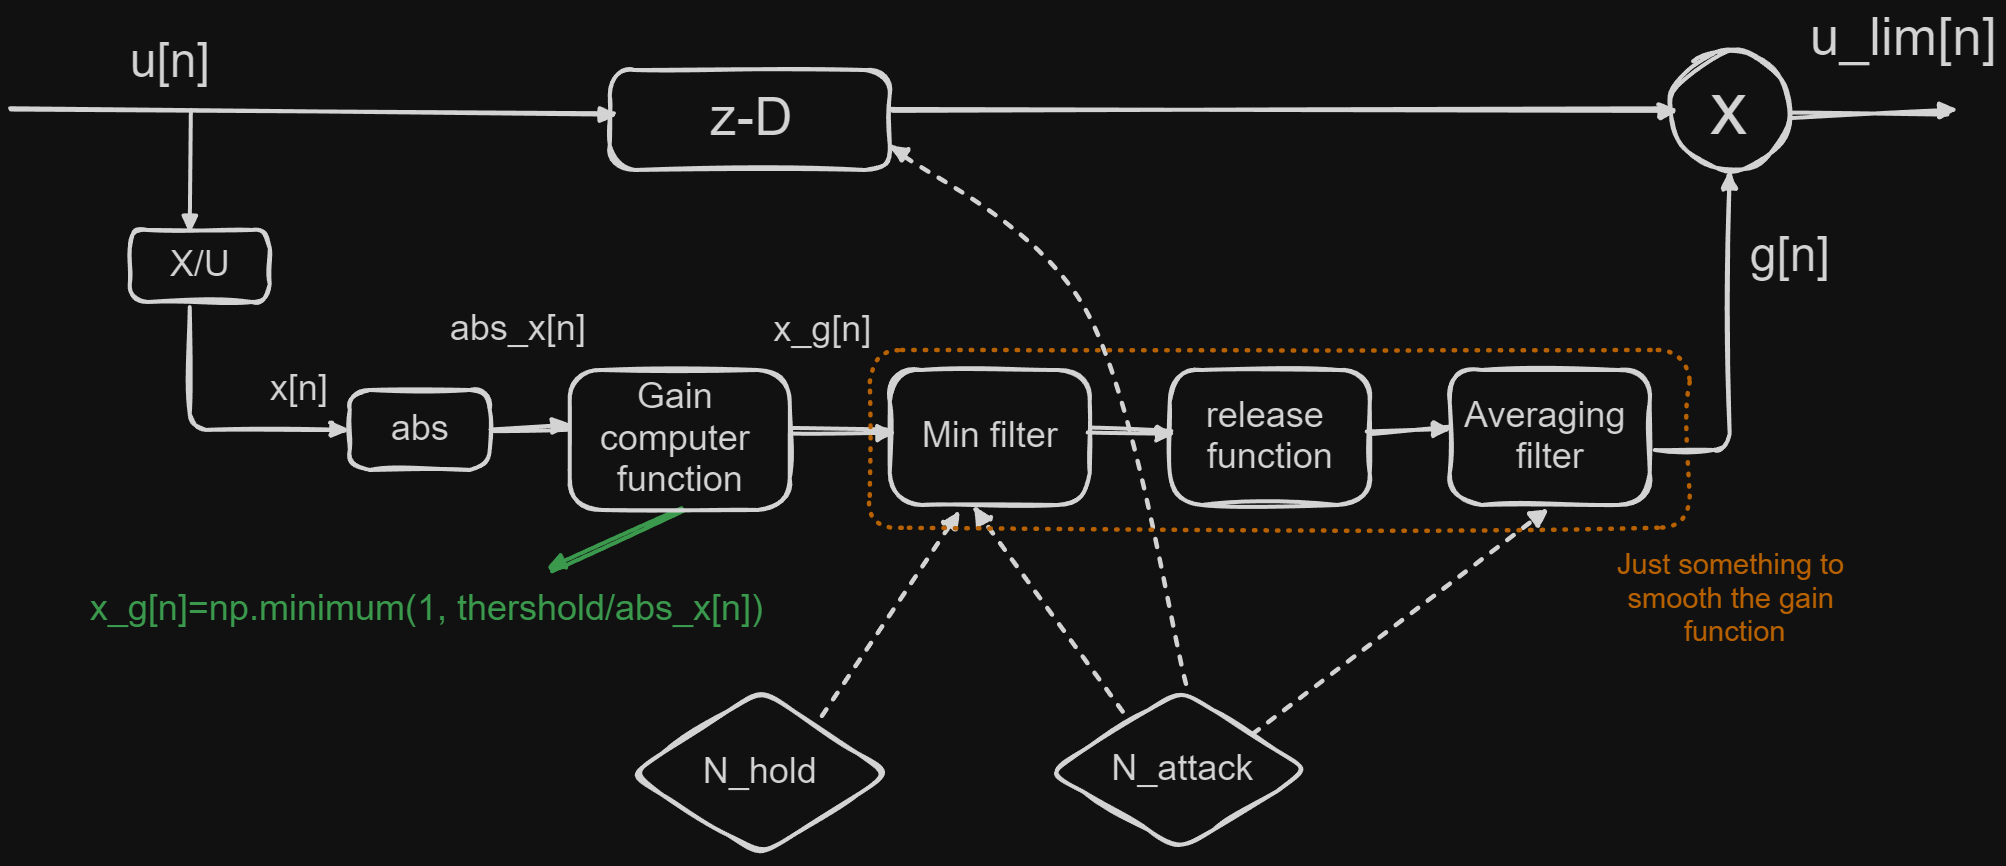 u[n]
z-D
X
u_lim[n]
X/U
g[n]
x[n]
abs
abs_x[n]
Gain
computer
function
x_g[n]
Min filter
release
function
Averaging
filter
x_g[n]=np.minimum(1, thershold/abs_x[n])
Just something to
smooth the gain
function
N_hold
N_attack